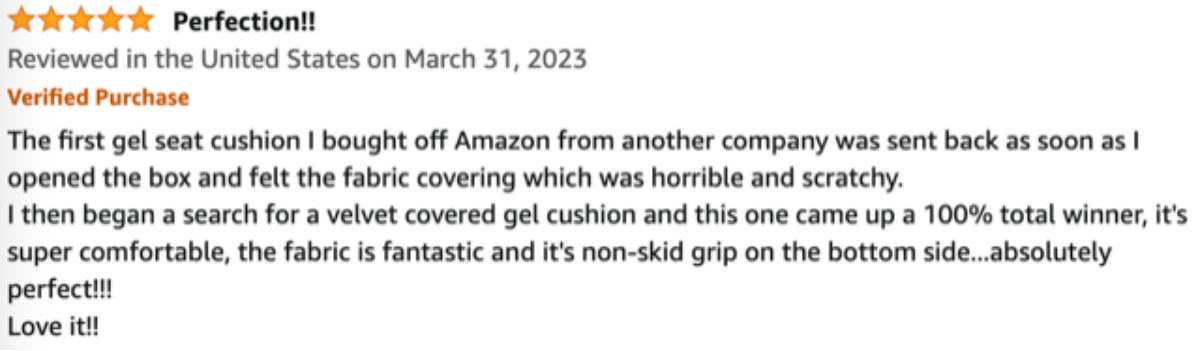 Perfection!!
Reviewed in the United States on March 31, 2023
Verified Purchase
The first gel seat cushion I bought off Amazon from another company was sent back as soon as I
opened the box and felt the fabric covering which was horrible and scratchy.
I then began a search for a velvet covered gel cushion and this one came up a 100% total winner, it's
super comfortable, the fabric is fantastic and it's non-skid grip on the bottom side...absolutely
perfect!!!
Love it!!